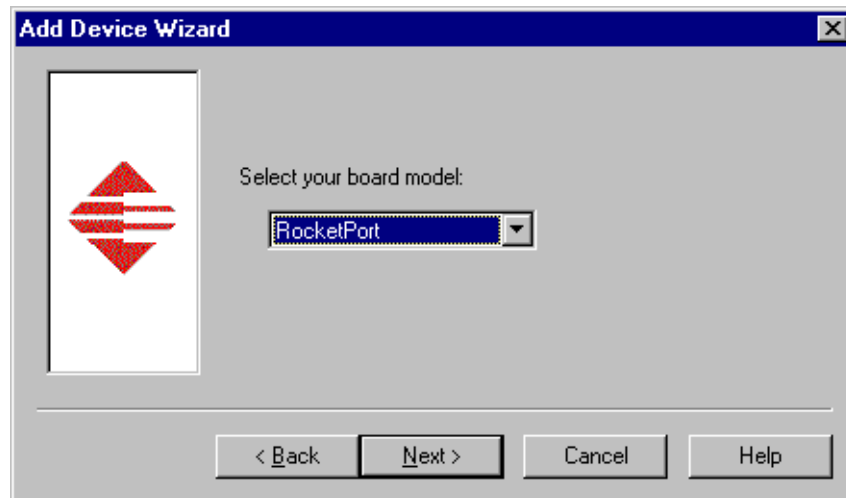 Add Device Wizard
Select your board model:
RocketPort
< Back Next > Cancel Help